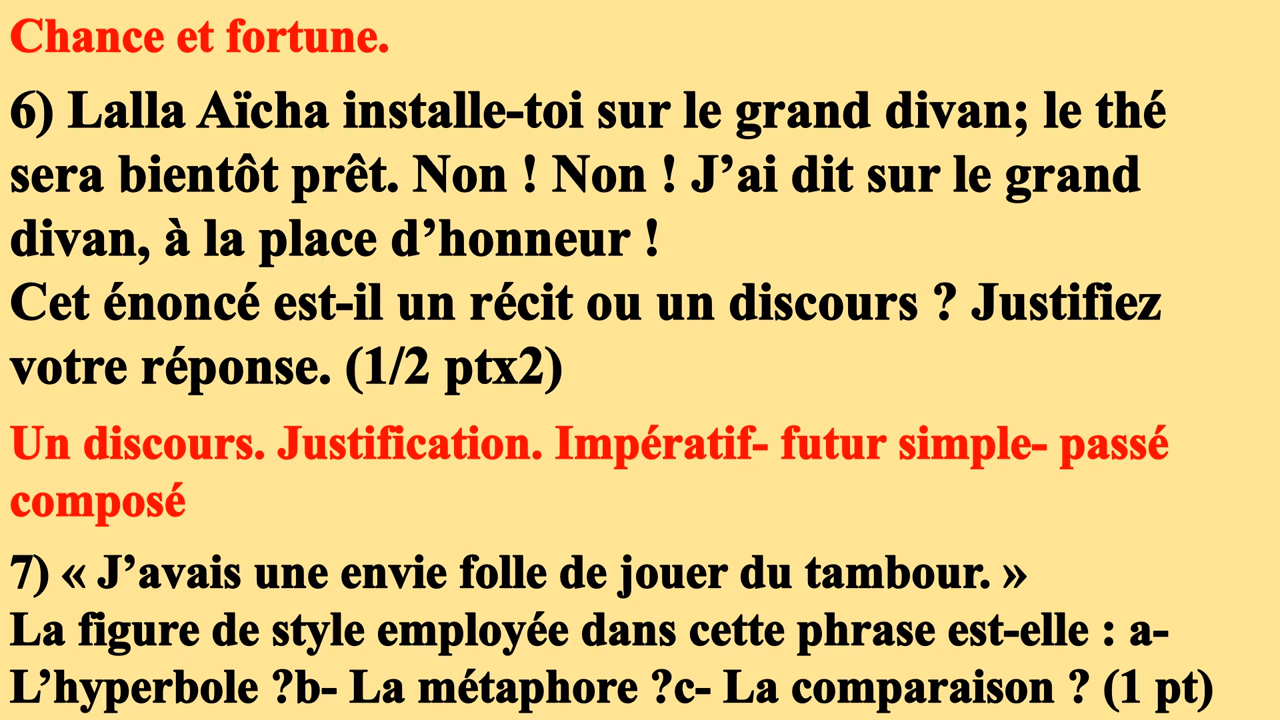 Chance et fortune.
6) Lalla Aïcha installe-toi sur le grand divan; le thé
sera bientôt prêt. Non ! Non ! J’ai dit sur le grand
divan, à la place d’honneur !
Cet énoncé est-il un récit ou un discours ? Justifiez
votre réponse. (1/2 ptx2)
Un discours. Justification. Impératif- futur simple- passé
composé
7) « J’avais une envie folle de jouer du tambour. »
La figure de style employée dans cette phrase est-elle : a-
L’hyperbole ?b- La métaphore ?c- La comparaison ? (1 pt)